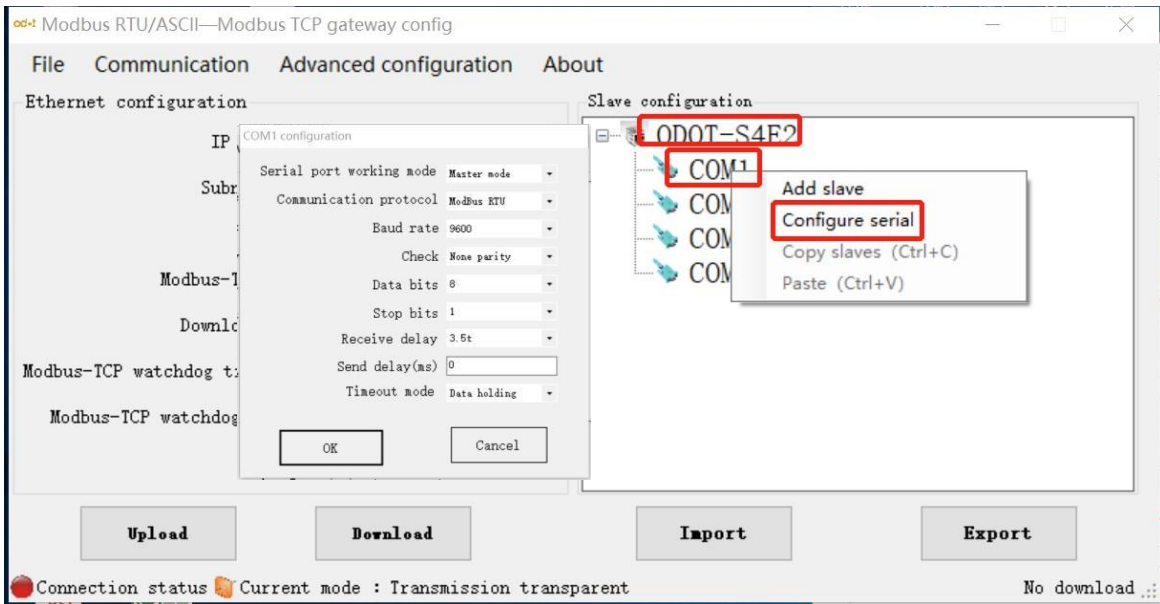 od•t Modbus RTU/ASCII—Modbus TCP gateway config
File Communication Advanced configuration About
Ethernet configuration
IP
Modbus-TCP watchdog
Modbus-TCP watchdog
COM1 configuration
Serial port working mode Master mode
Communication protocol ModBus RTU
Baud rate 9600
Check None parity
Data bits 8
Stop bits 1
Receive delay 3.5t
Send delay(ms) 0
Timeout mode Data holding
OK Cancel
Slave configuration
ODOT-S4E2
COM1
Add slave
Configure serial
Copy slaves (Ctrl+C)
Paste (Ctrl+V)
Upload Download Import Export
Connection status Current mode : Transmission transparent No download